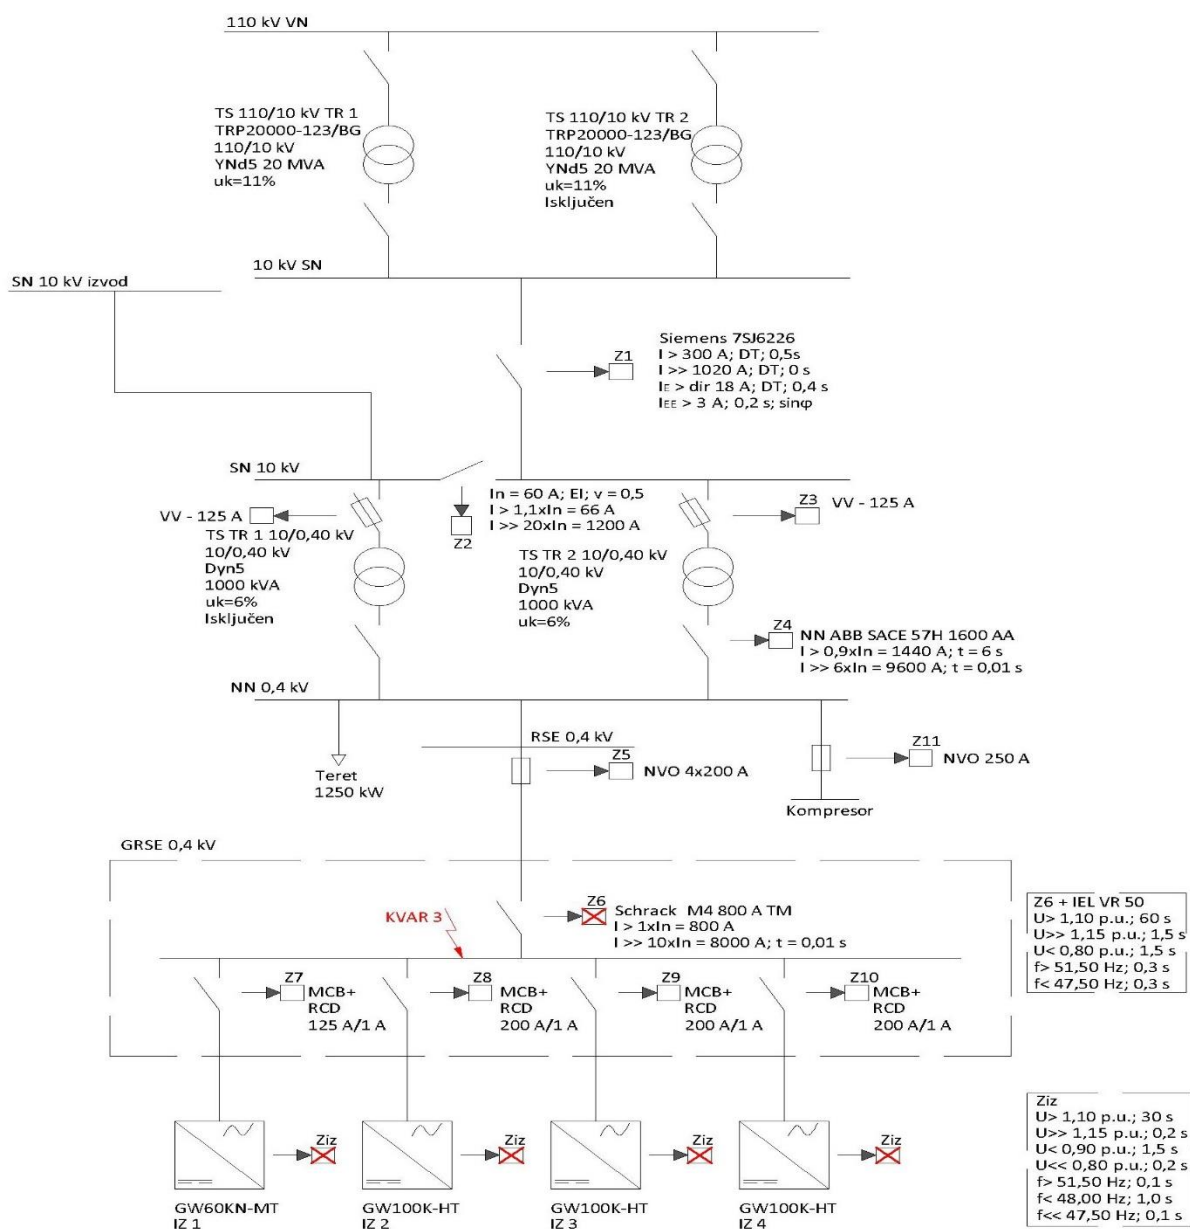 110 kV VN
TS 110/10 kV TR 1
TRP20000-123/BG
110/10 kV
YNd5 20 MVA
uk=11%
TS 110/10 kV TR 2
TRP20000-123/BG
110/10 kV
YNd5 20 MVA
uk=11%
Isključen
10 kV SN
SN 10 kV izvod
Z1
Siemens 7SJ6226
I > 300 A; DT; 0,5s
I >> 1020 A; DT; 0 s
IE > dir 18 A; DT; 0,4 s
IEE > 3 A; 0,2 s; sinφ
SN 10 kV
VV - 125 A
TS TR 1 10/0,40 kV
10/0,40 kV
Dyn5
1000 kVA
uk=6%
Isključen
Z2
In = 60 A; EI; v = 0,5
I > 1,1xIn = 66 A
I >> 20xIn = 1200 A
Z3
VV - 125 A
TS TR 2 10/0,40 kV
10/0,40 kV
Dyn5
1000 kVA
uk=6%
Z4
NN ABB SACE 57H 1600 AA
I > 0,9xIn = 1440 A; t = 6 s
I >> 6xIn = 9600 A; t = 0,01 s
NN 0,4 kV
Teret
1250 kW
RSE 0,4 kV
Z5
NVO 4x200 A
Z11
NVO 250 A
Kompresor
GRSE 0,4 kV
KVAR 3
Z6
Schrack M4 800 A TM
I > 1xIn = 800 A
I >> 10xIn = 8000 A; t = 0,01 s
Z6 + IEL VR 50
U> 1,10 p.u.; 60 s
U>> 1,15 p.u.; 1,5 s
U< 0,80 p.u.; 1,5 s
f> 51,50 Hz; 0,3 s
f< 47,50 Hz; 0,3 s
Z7
MCB+
RCD
125 A/1 A
Z8
MCB+
RCD
200 A/1 A
Z9
MCB+
RCD
200 A/1 A
Z10
MCB+
RCD
200 A/1 A
Ziz
Ziz
Ziz
Ziz
GW60KN-MT
IZ 1
GW100K-HT
IZ 2
GW100K-HT
IZ 3
GW100K-HT
IZ 4
Ziz
U> 1,10 p.u.; 30 s
U>> 1,15 p.u.; 0,2 s
U< 0,90 p.u.; 1,5 s
U<< 0,80 p.u.; 0,2 s
f> 51,50 Hz; 0,1 s
f< 48,00 Hz; 1,0 s
f<< 47,50 Hz; 0,1 s